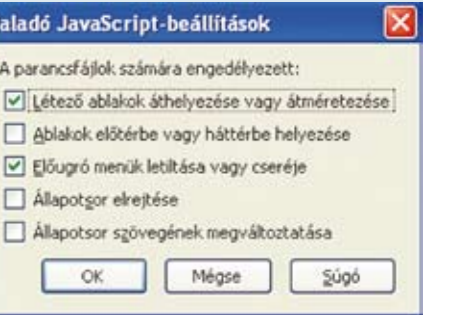 aladó JavaScript-beállítások
A parancsfájlok számára engedélyezett:
Létező ablakok áthelyezése vagy átméretezése
Ablakok előtérbe vagy háttérbe helyezése
Előugró menük letiltása vagy cseréje
Állapotsor elrejtése
Állapotsor szövegének megváltoztatása
OK Mégse Súgó